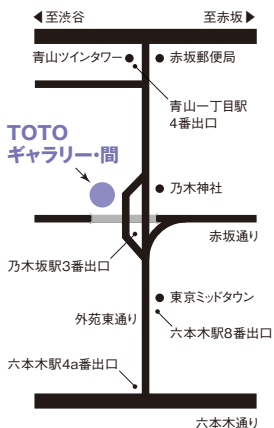 ◀至渋谷
至赤坂▶
青山ツインタワー●
●赤坂郵便局
青山一丁目駅
4番出口
TOTO
ギャラリー・間
●乃木神社
赤坂通り
乃木坂駅3番出口
●東京ミッドタウン
外苑東通り
六本木駅8番出口
六本木駅4a番出口
六本木通り